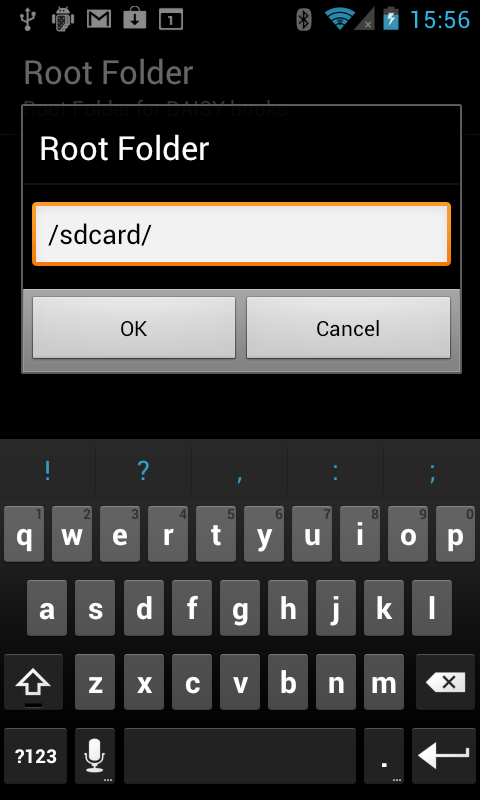 1
15:56
Root Folder
Root Folder for DAISY books
Root Folder
/sdcard/
OK
Cancel
! ? , : ;
1 2 3 4 5 6 7 8 9 0
q w e r t y u i o p
a s d f g h j k l
z x c v b n m
?123 ... . ...